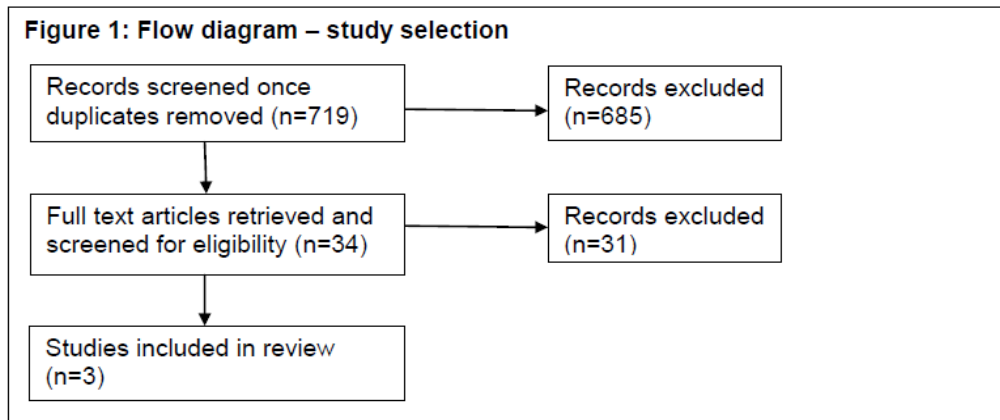 Figure 1: Flow diagram – study selection
Records screened once
duplicates removed (n=719)
Records excluded
(n=685)
Full text articles retrieved and
screened for eligibility (n=34)
Records excluded
(n=31)
Studies included in review
(n=3)